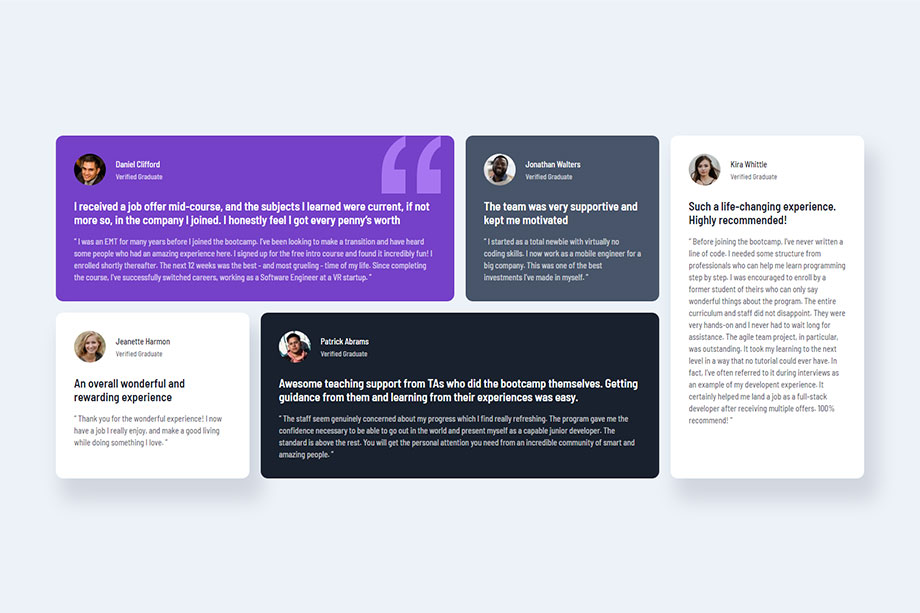 Daniel Clifford
Verified Graduate
I received a job offer mid-course, and the subjects I learned were current, if not
more so, in the company I joined. I honestly feel I got every penny’s worth
“ I was an EMT for many years before I joined the bootcamp. I’ve been looking to make a transition and have heard
some people who had an amazing experience here. I signed up for the free intro course and found it incredibly fun! I
enrolled shortly thereafter. The next 12 weeks was the best - and most grueling - time of my life. Since completing
the course, I’ve successfully switched careers, working as a Software Engineer at a VR startup. ”
Jonathan Walters
Verified Graduate
The team was very supportive and
kept me motivated
“ I started as a total newbie with virtually no
coding skills. I now work as a mobile engineer for a
big company. This was one of the best
investments I’ve made in myself. ”
Kira Whittle
Verified Graduate
Such a life-changing experience.
Highly recommended!
“ Before joining the bootcamp, I’ve never written a
line of code. I needed some structure from
professionals who can help me learn programming
step by step. I was encouraged to enroll by a
former student of theirs who can only say
wonderful things about the program. The entire
curriculum and staff did not disappoint. They were
very hands-on and I never had to wait long for
assistance. The agile team project, in particular,
was outstanding. It took my learning to the next
level in a way that no tutorial could ever have. In
fact, I’ve often referred to it during interviews as
an example of my developent experience. It
certainly helped me land a job as a full-stack
developer after receiving multiple offers. 100%
recommend! ”
Jeanette Harmon
Verified Graduate
An overall wonderful and
rewarding experience
“ Thank you for the wonderful experience! I now
have a job I really enjoy, and make a good living
while doing something I love. ”
Patrick Abrams
Verified Graduate
Awesome teaching support from TAs who did the bootcamp themselves. Getting
guidance from them and learning from their experiences was easy.
“ The staff seem genuinely concerned about my progress which I find really refreshing. The program gave me the
confidence necessary to be able to go out in the world and present myself as a capable junior developer. The
standard is above the rest. You will get the personal attention you need from an incredible community of smart and
amazing people. ”